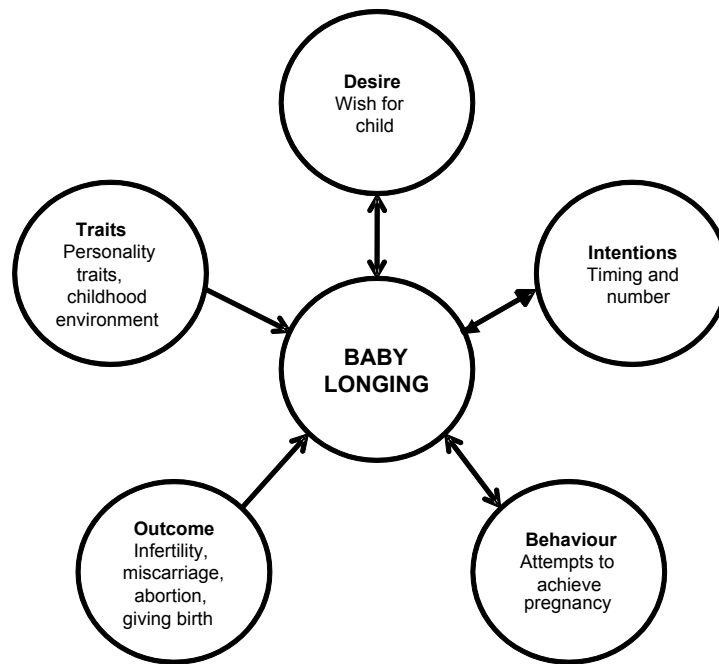 Desire
Wish for
child
Traits
Personality
traits,
childhood
environment
Intentions
Timing and
number
BABY
LONGING
Outcome
Infertility,
miscarriage,
abortion,
giving birth
Behaviour
Attempts to
achieve
pregnancy